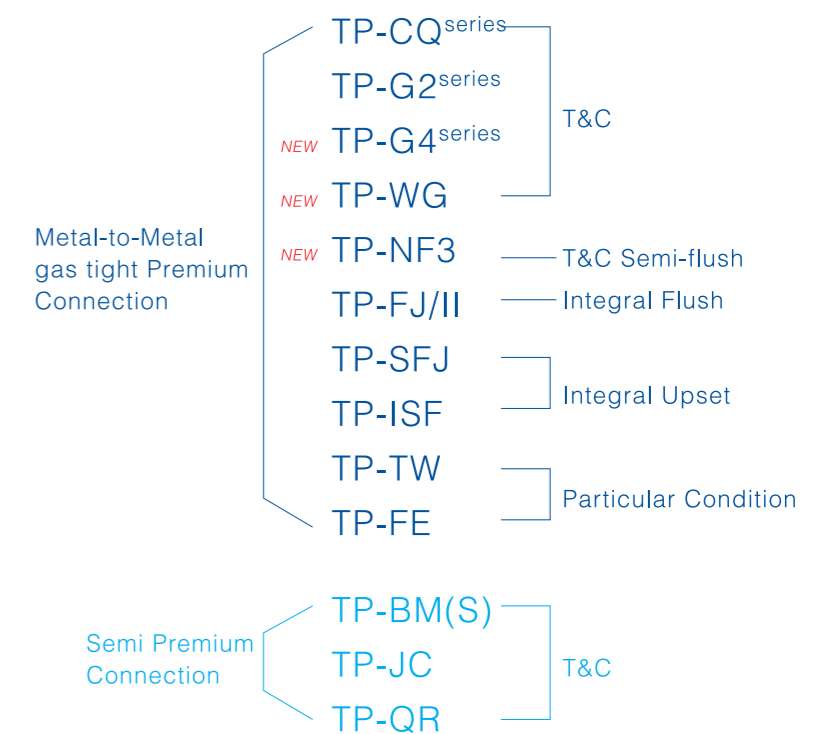 TP-CQseries
TP-G2series
T&C
NEW TP-G4series
NEW TP-WG
Metal-to-Metal
gas tight Premium
Connection
NEW TP-NF3
T&C Semi-flush
TP-FJ/II
Integral Flush
TP-SFJ
TP-ISF
Integral Upset
TP-TW
TP-FE
Particular Condition
Semi Premium
Connection
TP-BM(S)
TP-JC
TP-QR
T&C